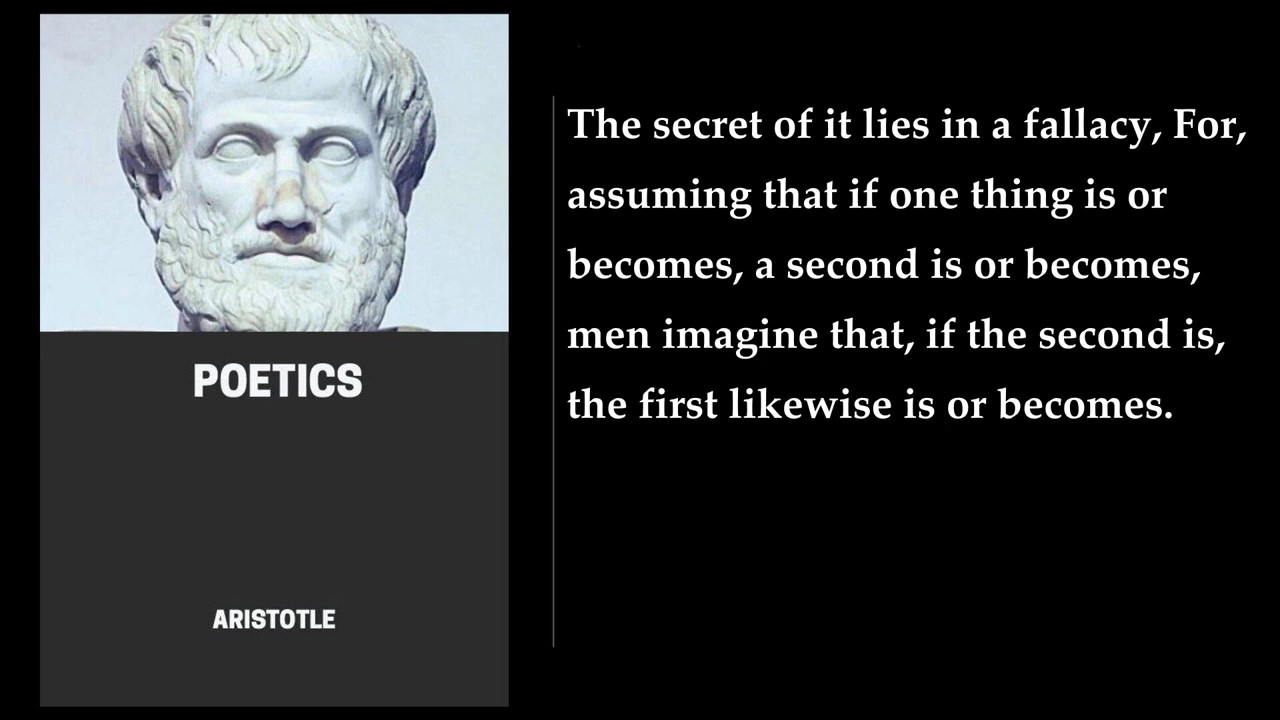 POETICS
ARISTOTLE
The secret of it lies in a fallacy, For,
assuming that if one thing is or
becomes, a second is or becomes,
men imagine that, if the second is,
the first likewise is or becomes.